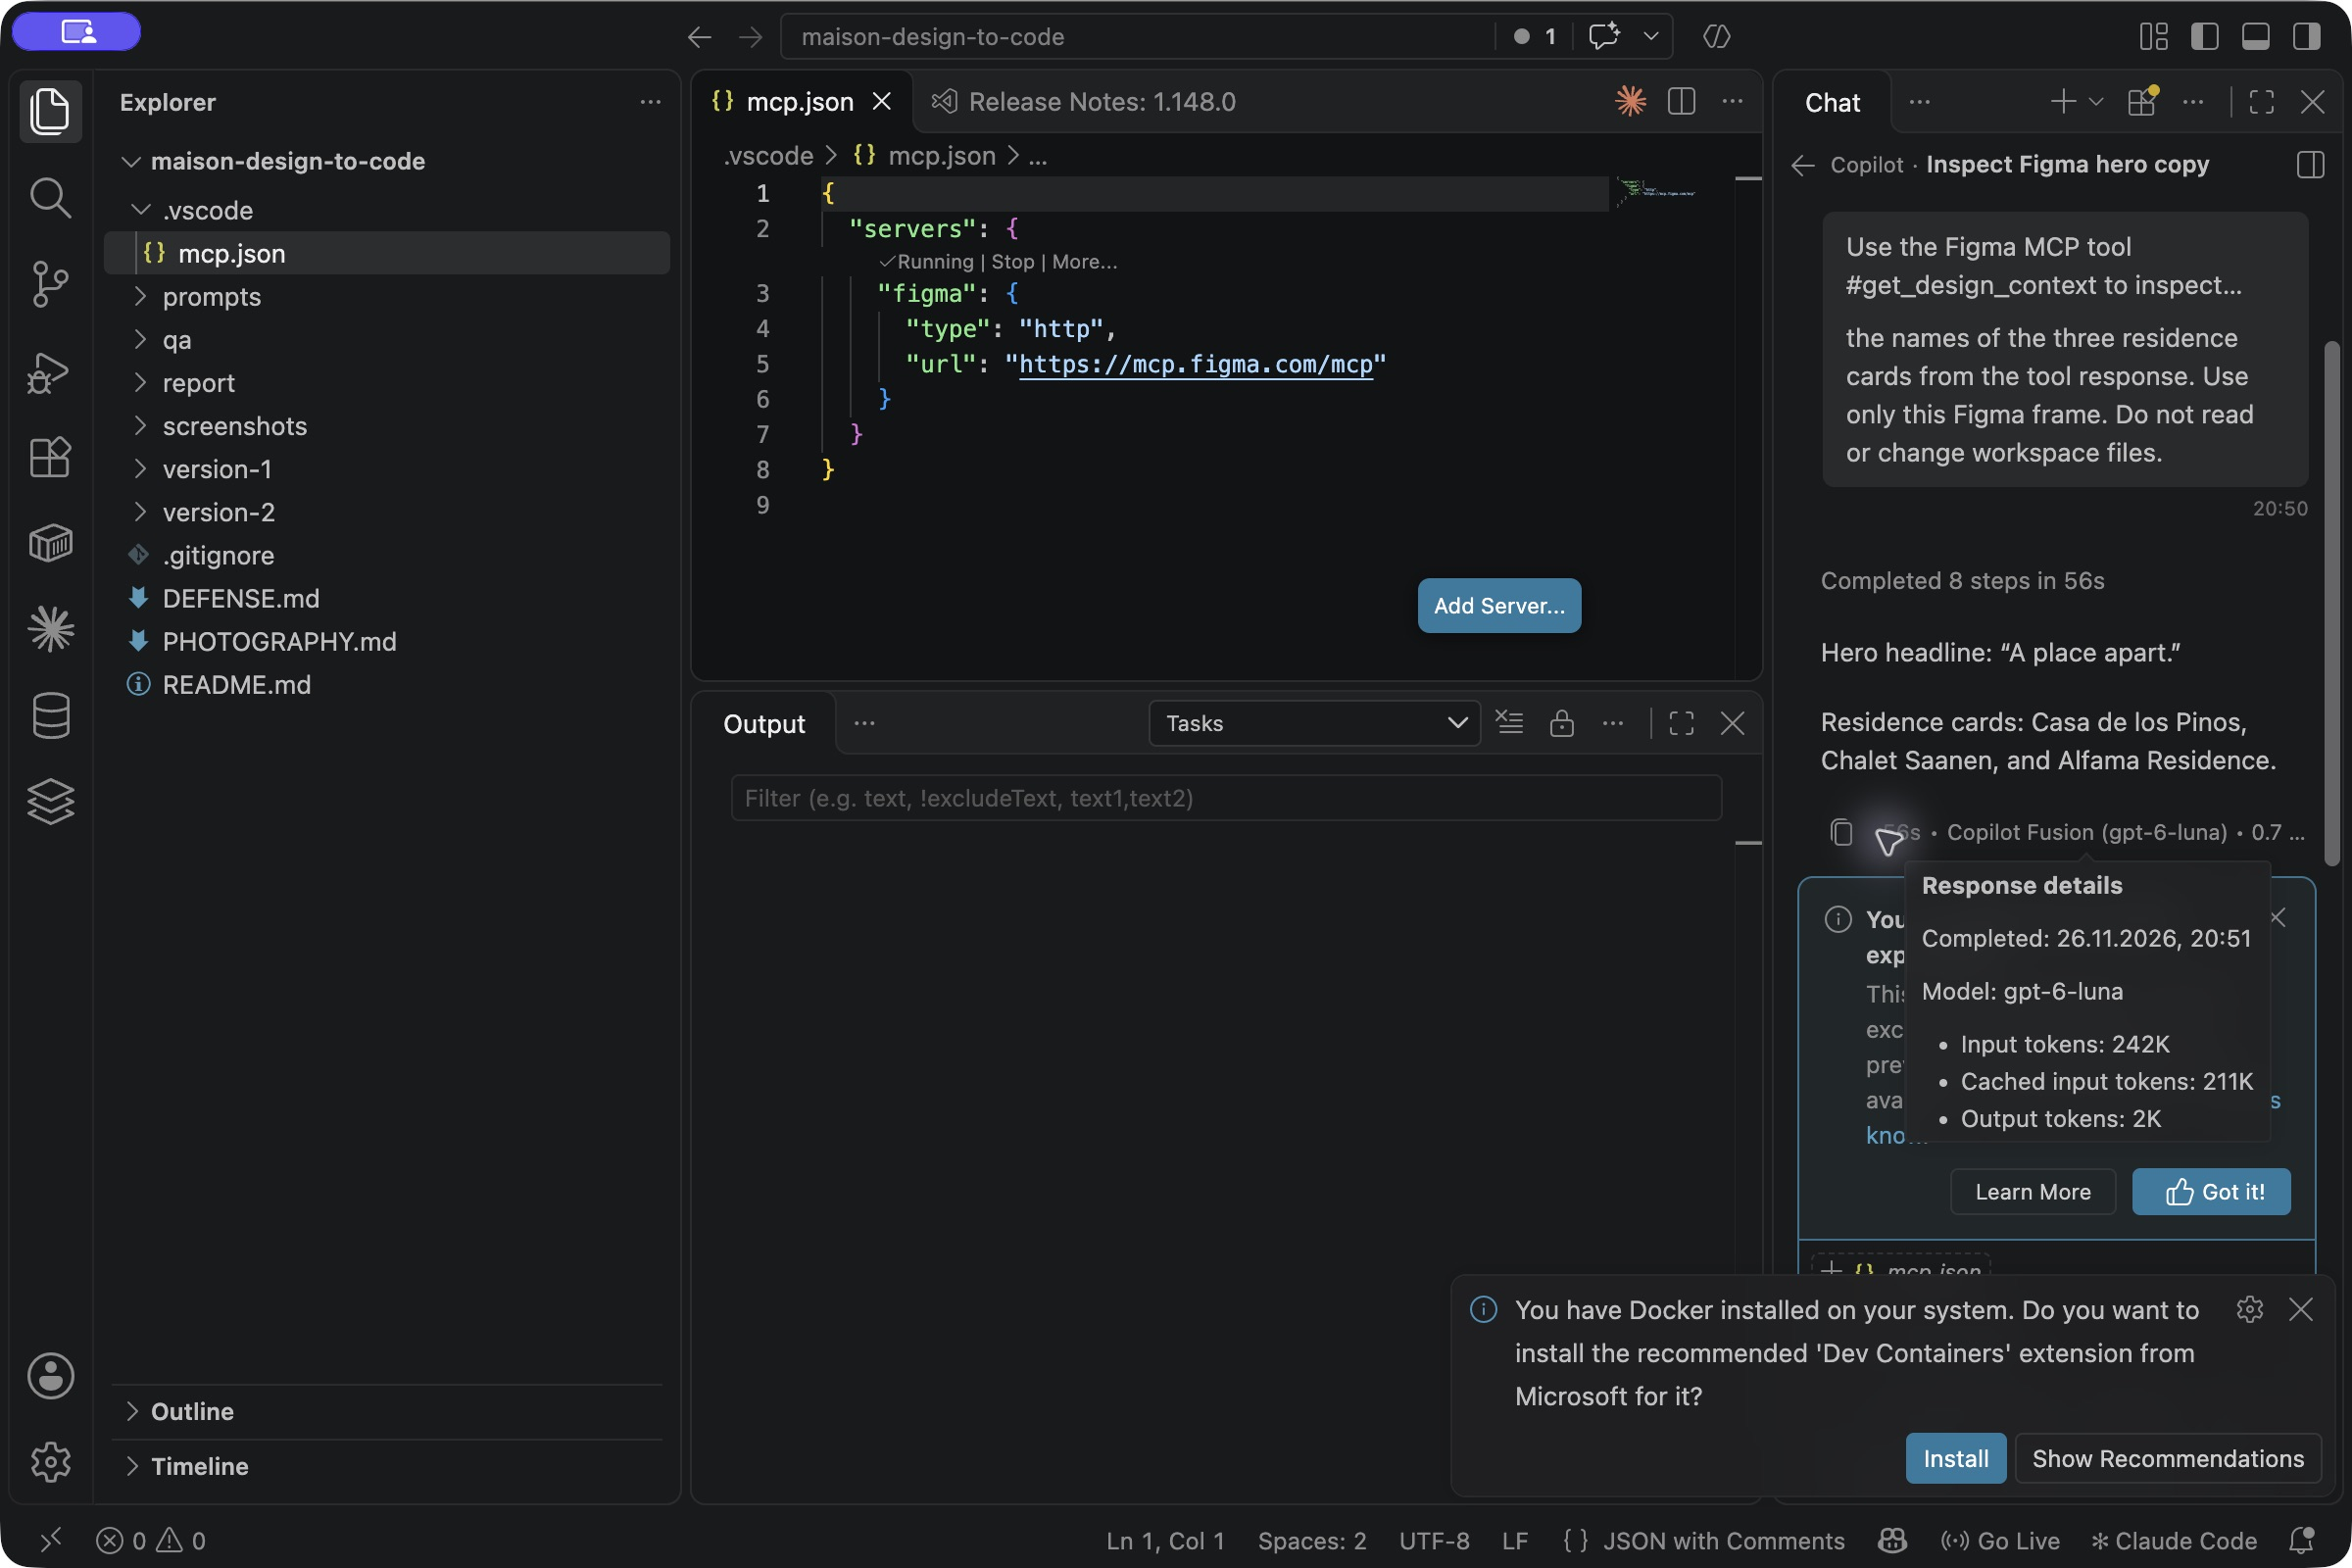 maison-design-to-code
1
Explorer
maison-design-to-code
.vscode
mcp.json
prompts
qa
report
screenshots
version-1
version-2
.gitignore
DEFENSE.md
PHOTOGRAPHY.md
README.md
Outline
Timeline
mcp.json
Release Notes: 1.148.0
.vscode > {} mcp.json > ...
1 {
2 "servers": {
✓Running | Stop | More...
3 "figma": {
4 "type": "http",
5 "url": "https://mcp.figma.com/mcp"
6 }
7 }
8 }
9
Add Server...
Output
Tasks
Filter (e.g. text, !excludeText, text1,text2)
Chat
Copilot · Inspect Figma hero copy
Use the Figma MCP tool
#get_design_context to inspect...
the names of the three residence
cards from the tool response. Use
only this Figma frame. Do not read
or change workspace files.
20:50
Completed 8 steps in 56s
Hero headline: “A place apart.”
Residence cards: Casa de los Pinos,
Chalet Saanen, and Alfama Residence.
56s • Copilot Fusion (gpt-6-luna) • 0.7 ...
Response details
Completed: 26.11.2026, 20:51
Model: gpt-6-luna
• Input tokens: 242K
• Cached input tokens: 211K
• Output tokens: 2K
Learn More
Got it!
mcp.json
You have Docker installed on your system. Do you want to
install the recommended 'Dev Containers' extension from
Microsoft for it?
Install
Show Recommendations
0 0
Ln 1, Col 1
Spaces: 2
UTF-8
LF
{ } JSON with Comments
Go Live
Claude Code